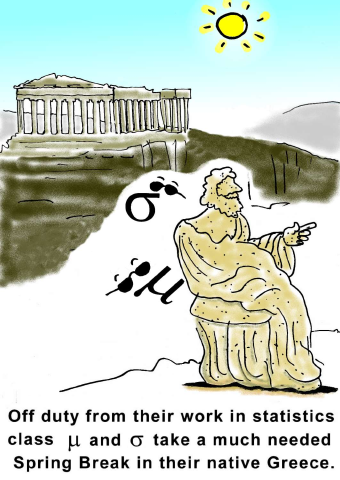 σ
μ
Off duty from their work in statistics
class μ and σ take a much needed
Spring Break in their native Greece.